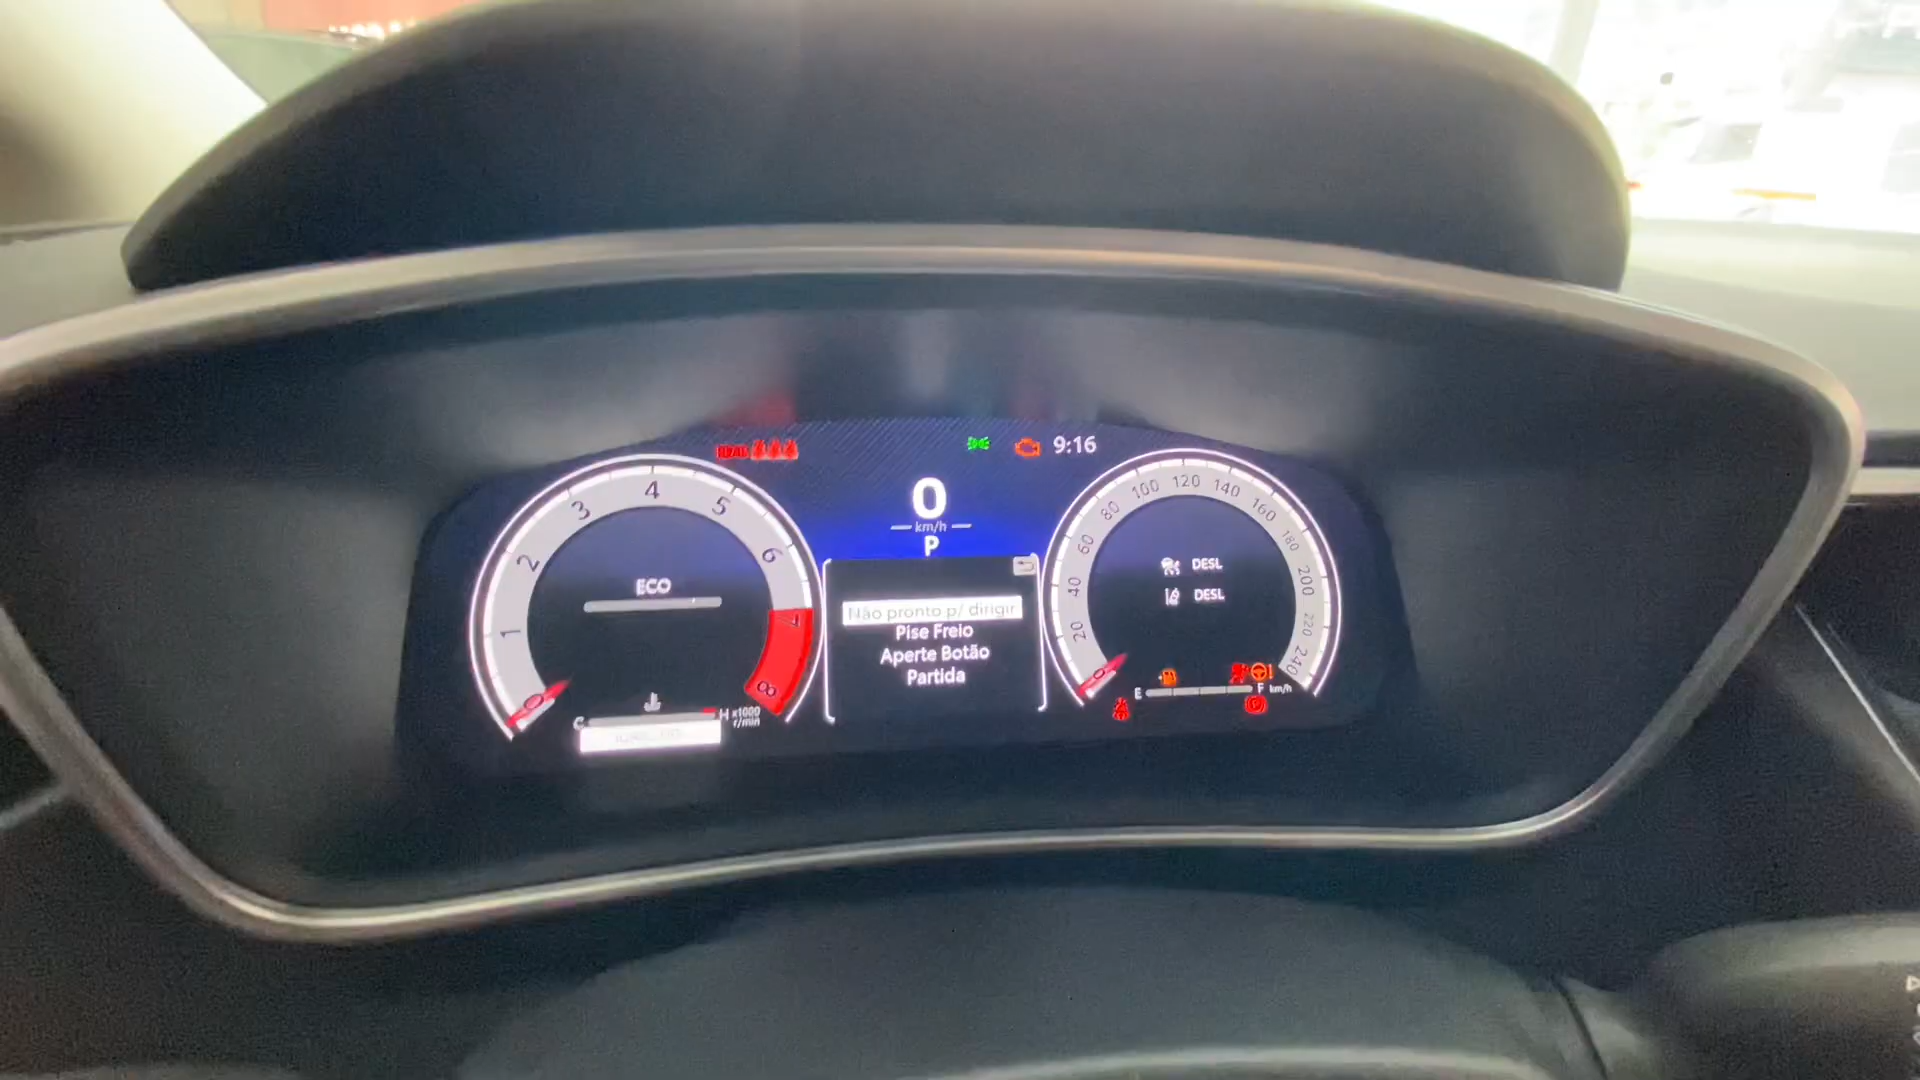 9:16
0
km/h
P
ECO
1
2
3
4
5
6
7
8
x1000
r/min
C
H
Não pronto p/ dirigir
Pise Freio
Aperte Botão
Partida
0
20
40
60
80
100
120
140
160
180
200
220
240
DESL
DESL
E
F
km/h
REAR